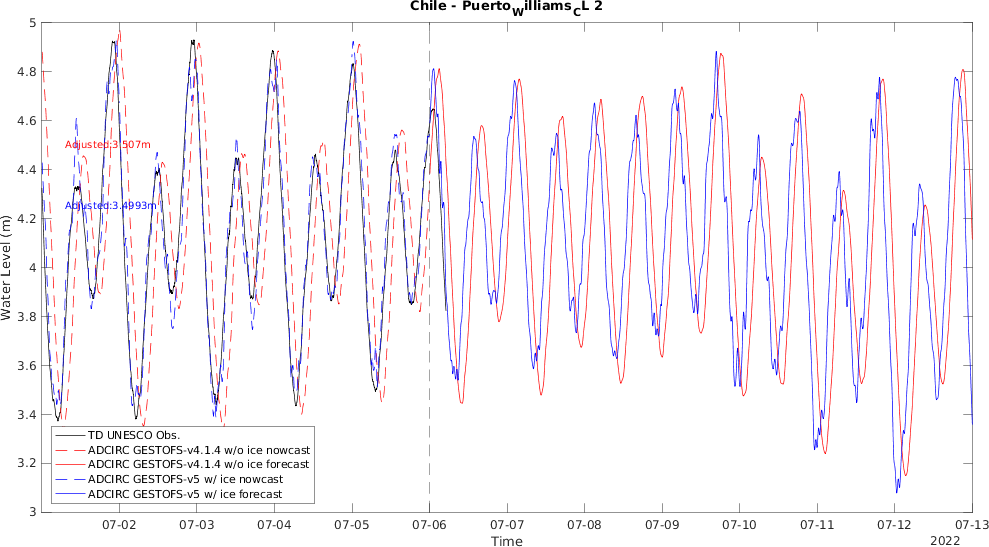 Chile - Puerto_Williams_CL 2
5
4.8
4.6
4.4
4.2
4
3.8
3.6
3.4
3.2
3
Water Level (m)
Adjusted:3.507m
Adjusted:3.4993m
TD UNESCO Obs.
ADCIRC GESTOFS-v4.1.4 w/o ice nowcast
ADCIRC GESTOFS-v4.1.4 w/o ice forecast
ADCIRC GESTOFS-v5 w/ ice nowcast
ADCIRC GESTOFS-v5 w/ ice forecast
07-02 07-03 07-04 07-05 07-06 07-07 07-08 07-09 07-10 07-11 07-12 07-13
Time
2022